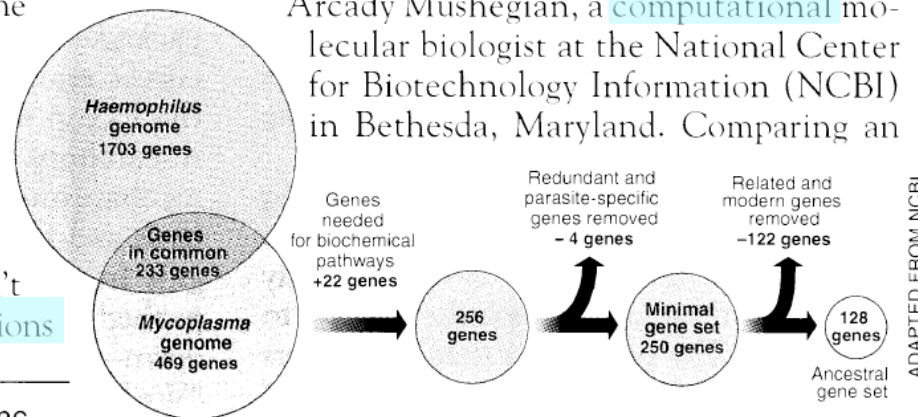 ne
Arcady Mushegian, a computational mo-
lecular biologist at the National Center
for Biotechnology Information (NCBI)
in Bethesda, Maryland. Comparing an
't
ions
Haemophilus
genome
1703 genes
Genes
in common
233 genes
Mycoplasma
genome
469 genes
Genes
needed
for biochemical
pathways
+22 genes
256
genes
Redundant and
parasite-specific
genes removed
– 4 genes
Minimal
gene set
250 genes
Related and
modern genes
removed
–122 genes
128
genes
Ancestral
gene set
ADAPTED FROM NCBI